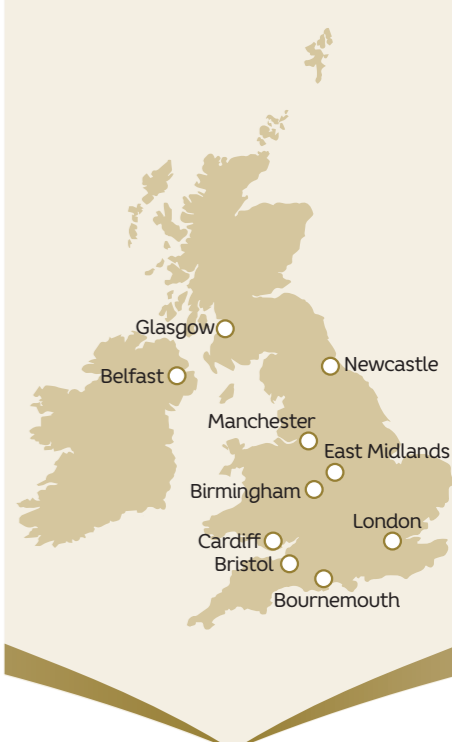 Glasgow
Newcastle
Belfast
Manchester
East Midlands
Birmingham
London
Cardiff
Bristol
Bournemouth